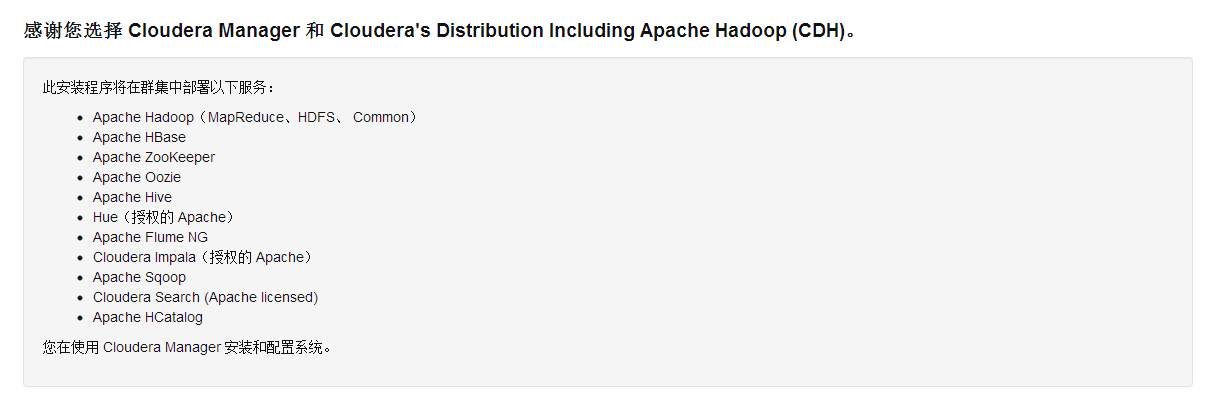 感谢您选择 Cloudera Manager 和 Cloudera's Distribution Including Apache Hadoop (CDH)。
此安装程序将在群集中部署以下服务：
• Apache Hadoop（MapReduce、HDFS、 Common）
• Apache HBase
• Apache ZooKeeper
• Apache Oozie
• Apache Hive
• Hue（授权的 Apache）
• Apache Flume NG
• Cloudera Impala（授权的 Apache）
• Apache Sqoop
• Cloudera Search (Apache licensed)
• Apache HCatalog
您在使用 Cloudera Manager 安装和配置系统。